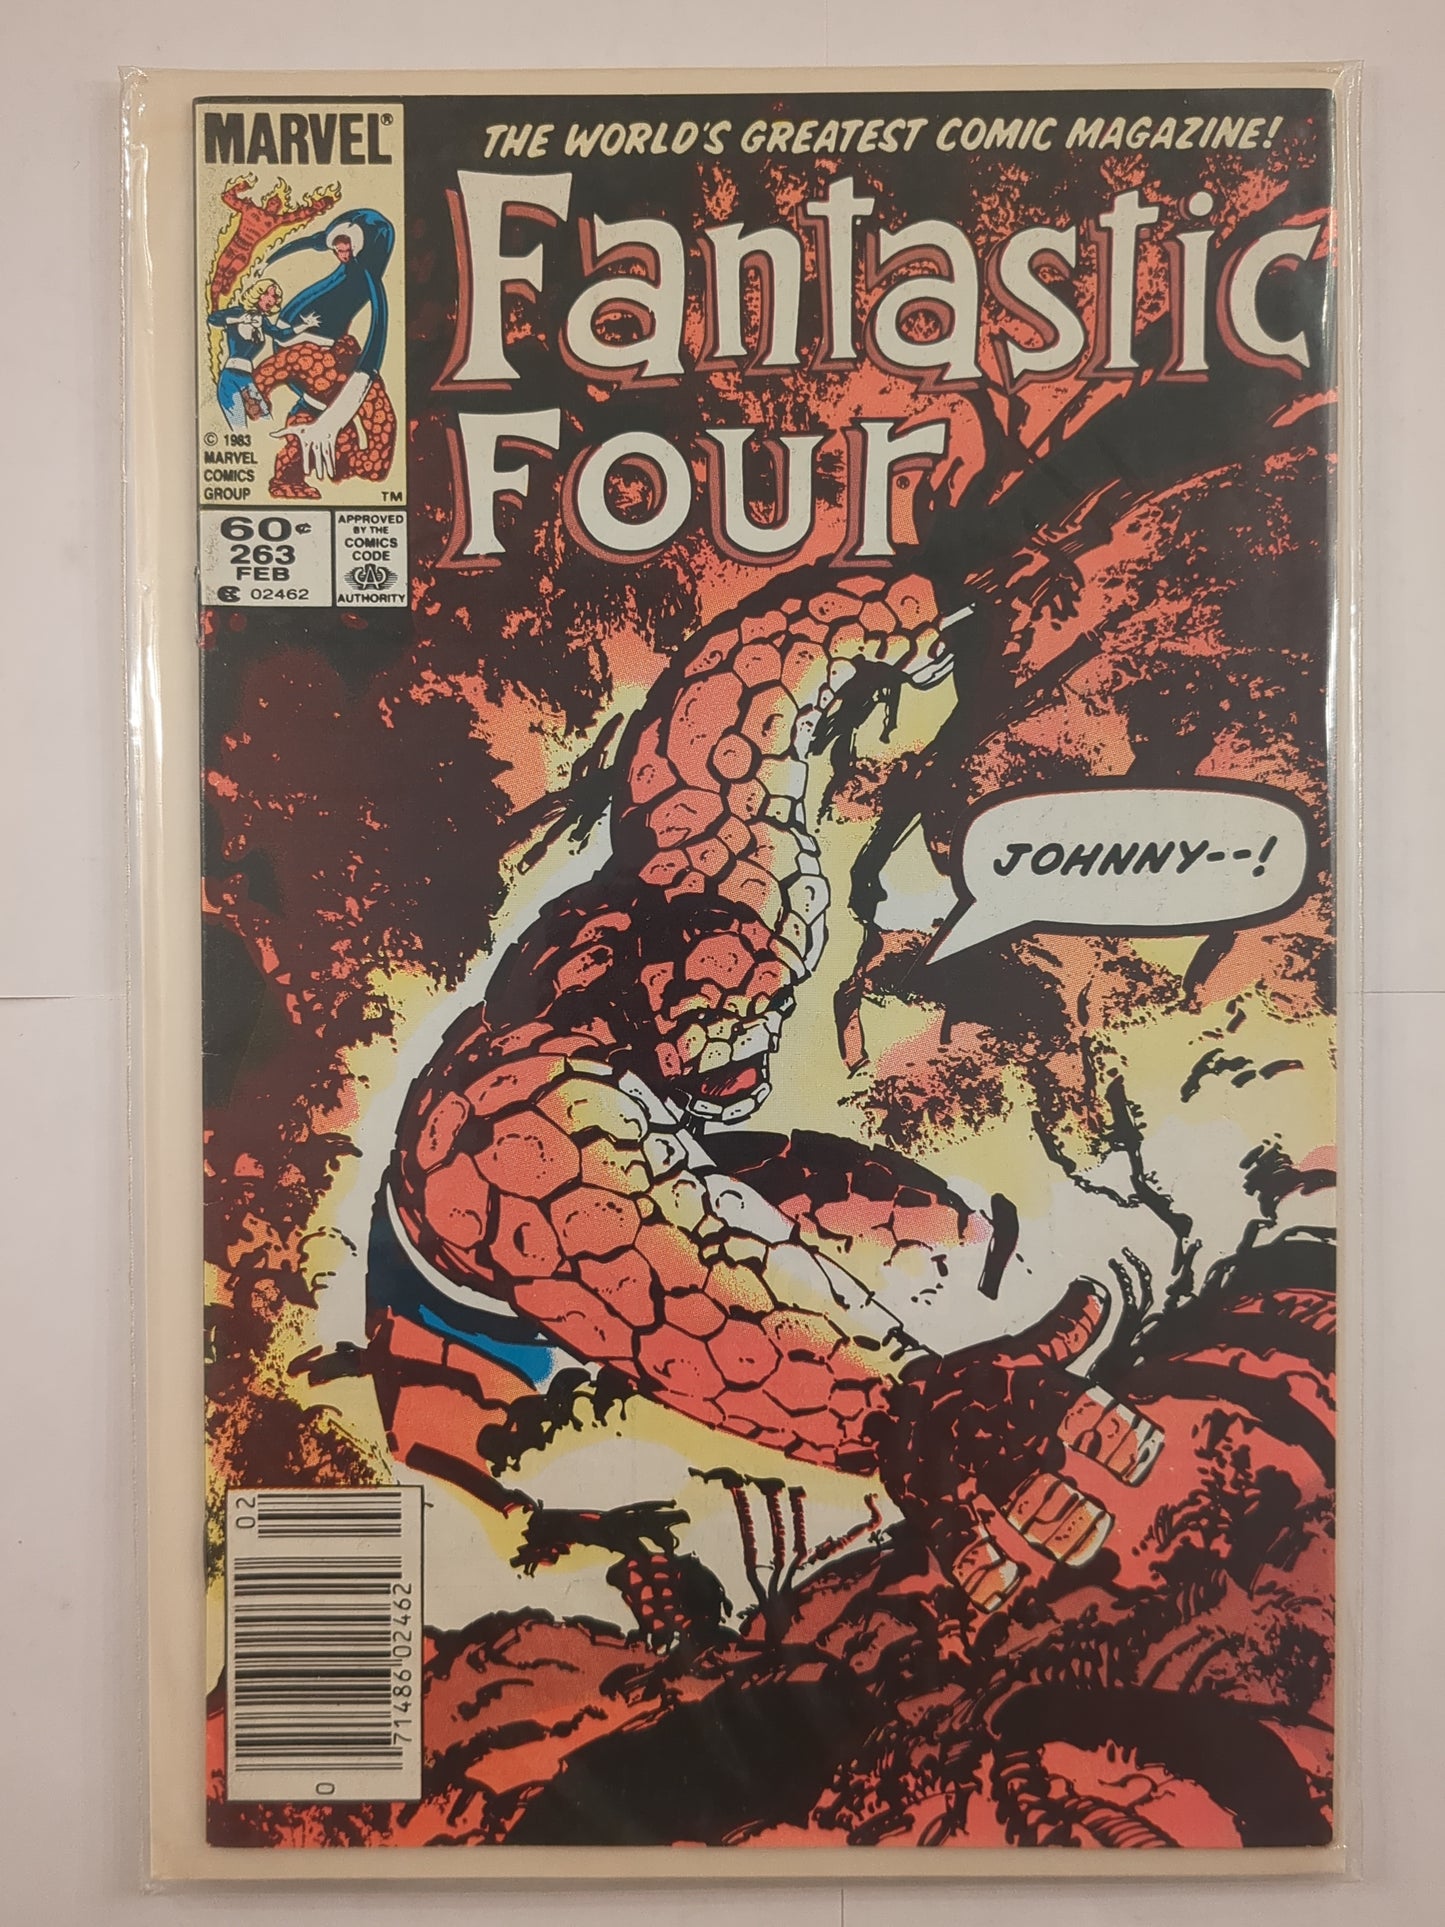 MARVEL®
THE WORLD'S GREATEST COMIC MAGAZINE!
Fantastic
Four®
© 1983
MARVEL
COMICS
GROUP
TM
60¢
263
FEB
02462
APPROVED
BY THE
COMICS
CODE
CA
AUTHORITY
JOHNNY--!
02
71486 02462
0